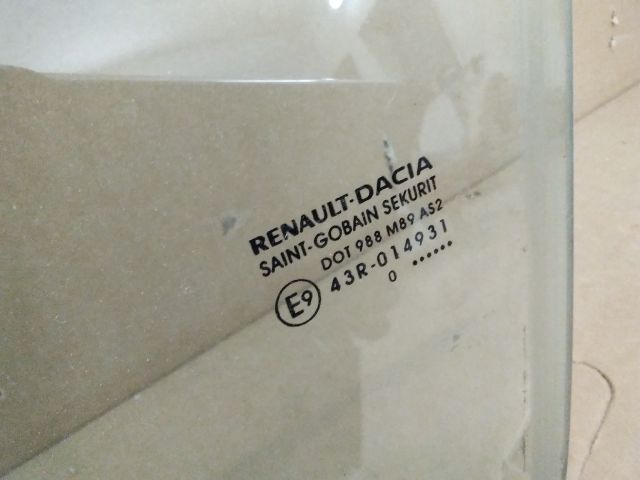 RENAULT-DACIA
SAINT-GOBAIN SEKURIT
DOT 988 M89 AS2
E9 43R-014931
0 ••••••